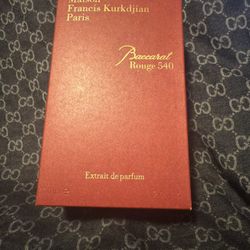 Maison
Francis Kurkdjian
Paris
Baccarat
Rouge 540
Extrait de parfum